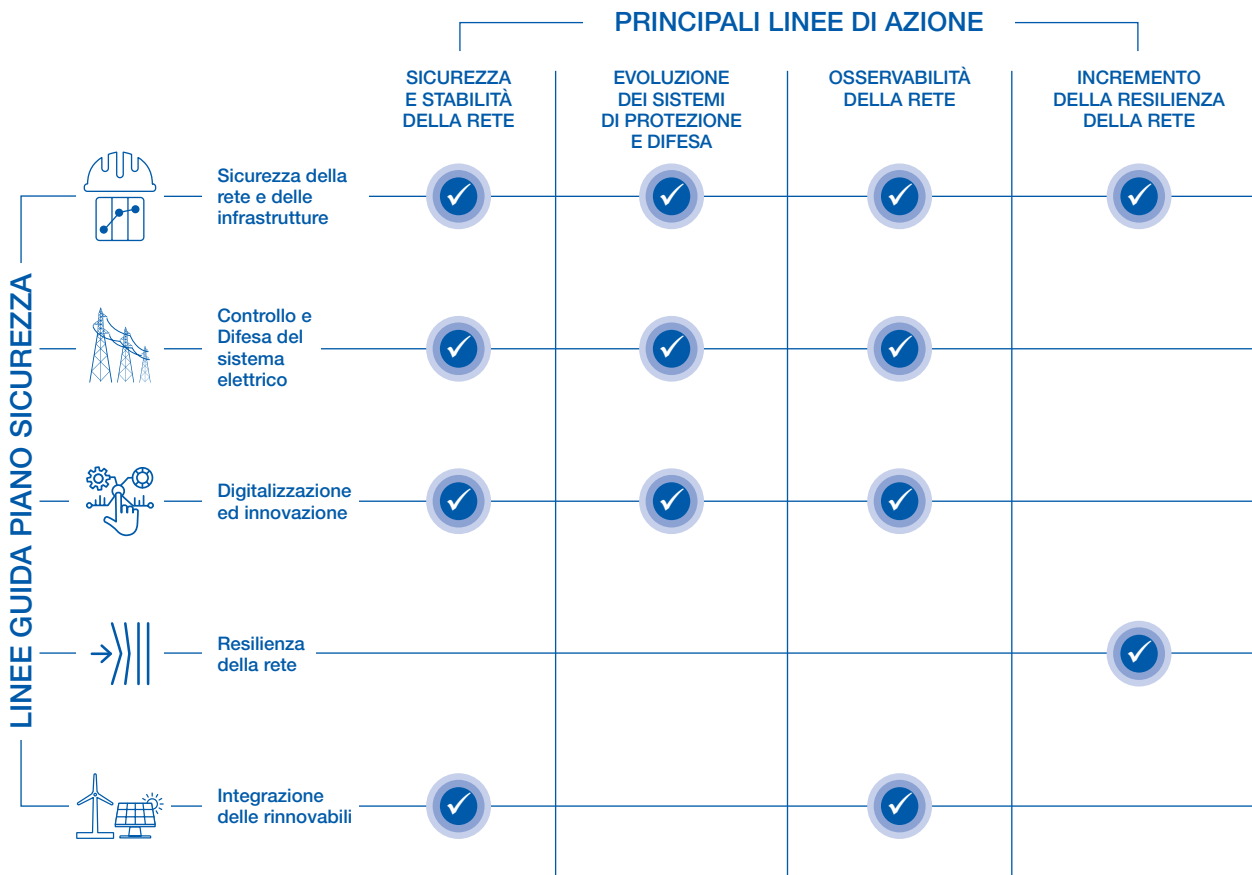 PRINCIPALI LINEE DI AZIONE
SICUREZZA
E STABILITÀ
DELLA RETE
EVOLUZIONE
DEI SISTEMI
DI PROTEZIONE
E DIFESA
OSSERVABILITÀ
DELLA RETE
INCREMENTO
DELLA RESILIENZA
DELLA RETE
LINEE GUIDA PIANO SICUREZZA
Sicurezza della
rete e delle
infrastrutture
Controllo e
Difesa del
sistema
elettrico
Digitalizzazione
ed innovazione
Resilienza
della rete
Integrazione
delle rinnovabili